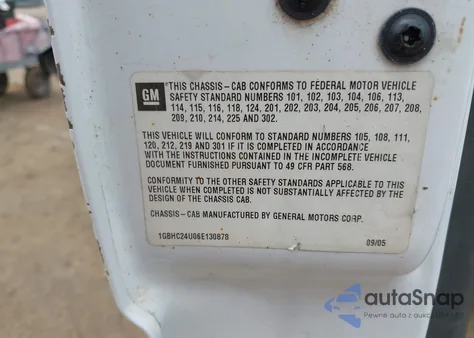 GM
"THIS CHASSIS-CAB CONFORMS TO FEDERAL MOTOR VEHICLE
SAFETY STANDARD NUMBERS 101, 102, 103, 104, 106, 113,
114, 115, 116, 118, 124, 201, 202, 203, 204, 205, 206, 207, 208,
209, 210, 214, 225 AND 302.
THIS VEHICLE WILL CONFORM TO STANDARD NUMBERS 105, 108, 111,
120, 212, 219 AND 301 IF IT IS COMPLETED IN ACCORDANCE
WITH THE INSTRUCTIONS CONTAINED IN THE INCOMPLETE VEHICLE
DOCUMENT FURNISHED PURSUANT TO 49 CFR PART 568.
CONFORMITY TO THE OTHER SAFETY STANDARDS APPLICABLE TO THIS
VEHICLE WHEN COMPLETED IS NOT SUBSTANTIALLY AFFECTED BY THE
DESIGN OF THE CHASSIS CAB.
CHASSIS-CAB MANUFACTURED BY GENERAL MOTORS CORP.
1GBHC24U06E130878 09/05
autoSnap
Pewne auta z aukcji